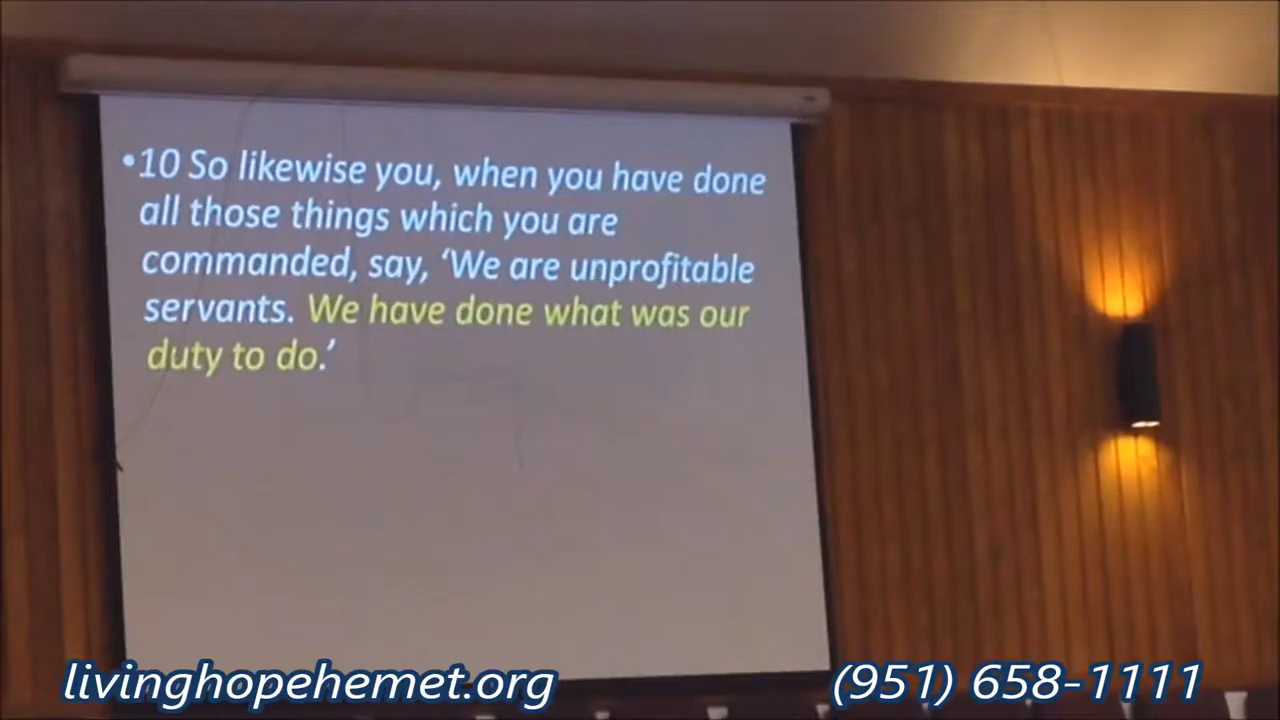 •10 So likewise you, when you have done
all those things which you are
commanded, say, ‘We are unprofitable
servants. We have done what was our
duty to do.’
livinghopehemet.org
(951) 658-1111